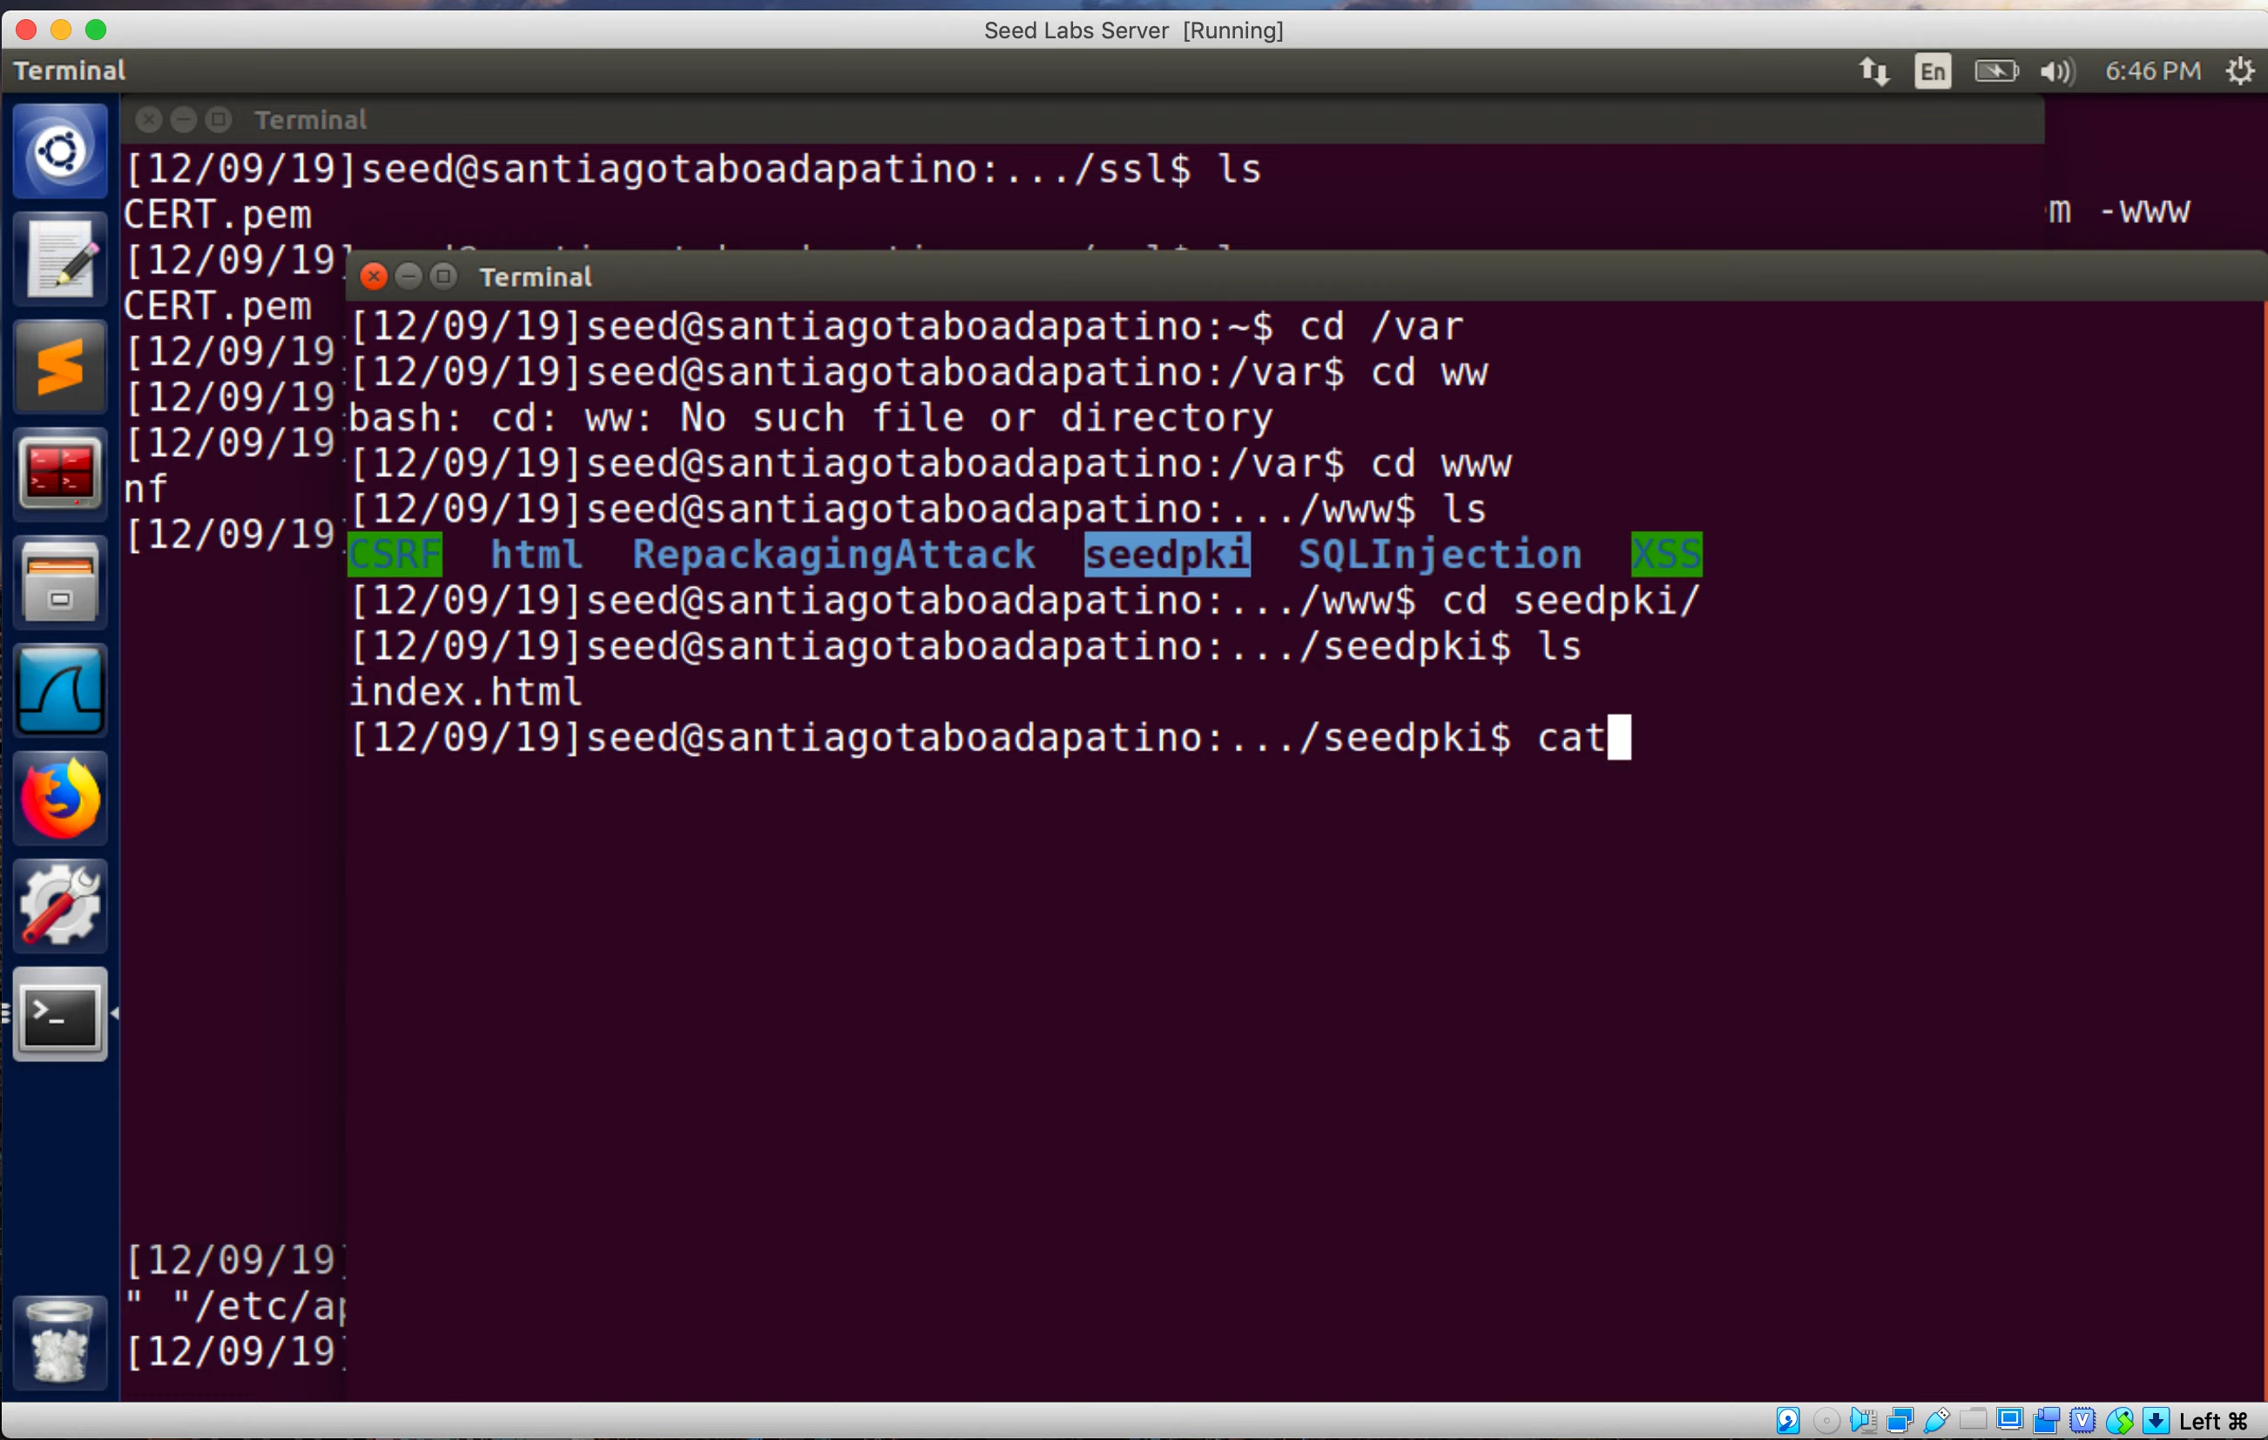 Seed Labs Server [Running]
Terminal
En
6:46 PM
Terminal
[12/09/19]seed@santiagotaboadapatino:.../ssl$ ls
CERT.pem
m -www
[12/09/19]
CERT.pem
[12/09/19
[12/09/19
[12/09/19
nf
[12/09/19
Terminal
[12/09/19]seed@santiagotaboadapatino:~$ cd /var
[12/09/19]seed@santiagotaboadapatino:/var$ cd ww
bash: cd: ww: No such file or directory
[12/09/19]seed@santiagotaboadapatino:/var$ cd www
[12/09/19]seed@santiagotaboadapatino:.../www$ ls
CSRF html RepackagingAttack seedpki SQLInjection XSS
[12/09/19]seed@santiagotaboadapatino:.../www$ cd seedpki/
[12/09/19]seed@santiagotaboadapatino:.../seedpki$ ls
index.html
[12/09/19]seed@santiagotaboadapatino:.../seedpki$ cat
[12/09/19]
" "/etc/ap
[12/09/19]
Left ⌘